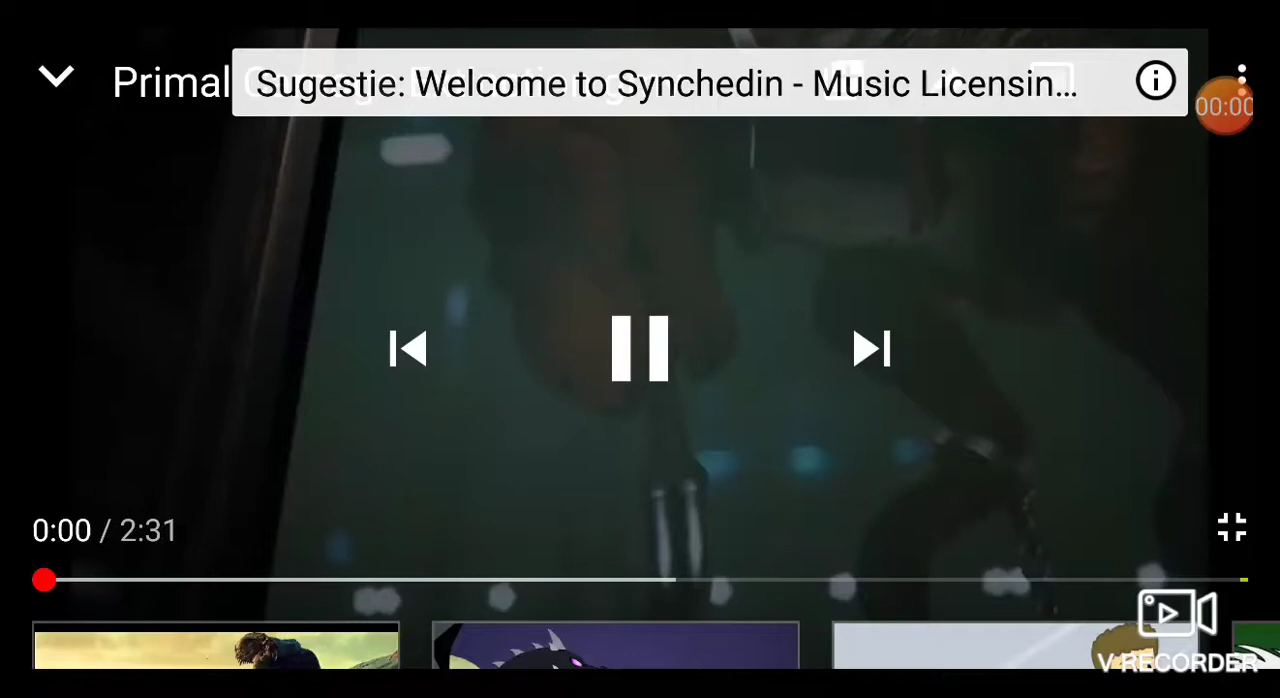 Primal
Sugestie: Welcome to Synchedin - Music Licensin...
00:00
0:00 / 2:31
V RECORDER